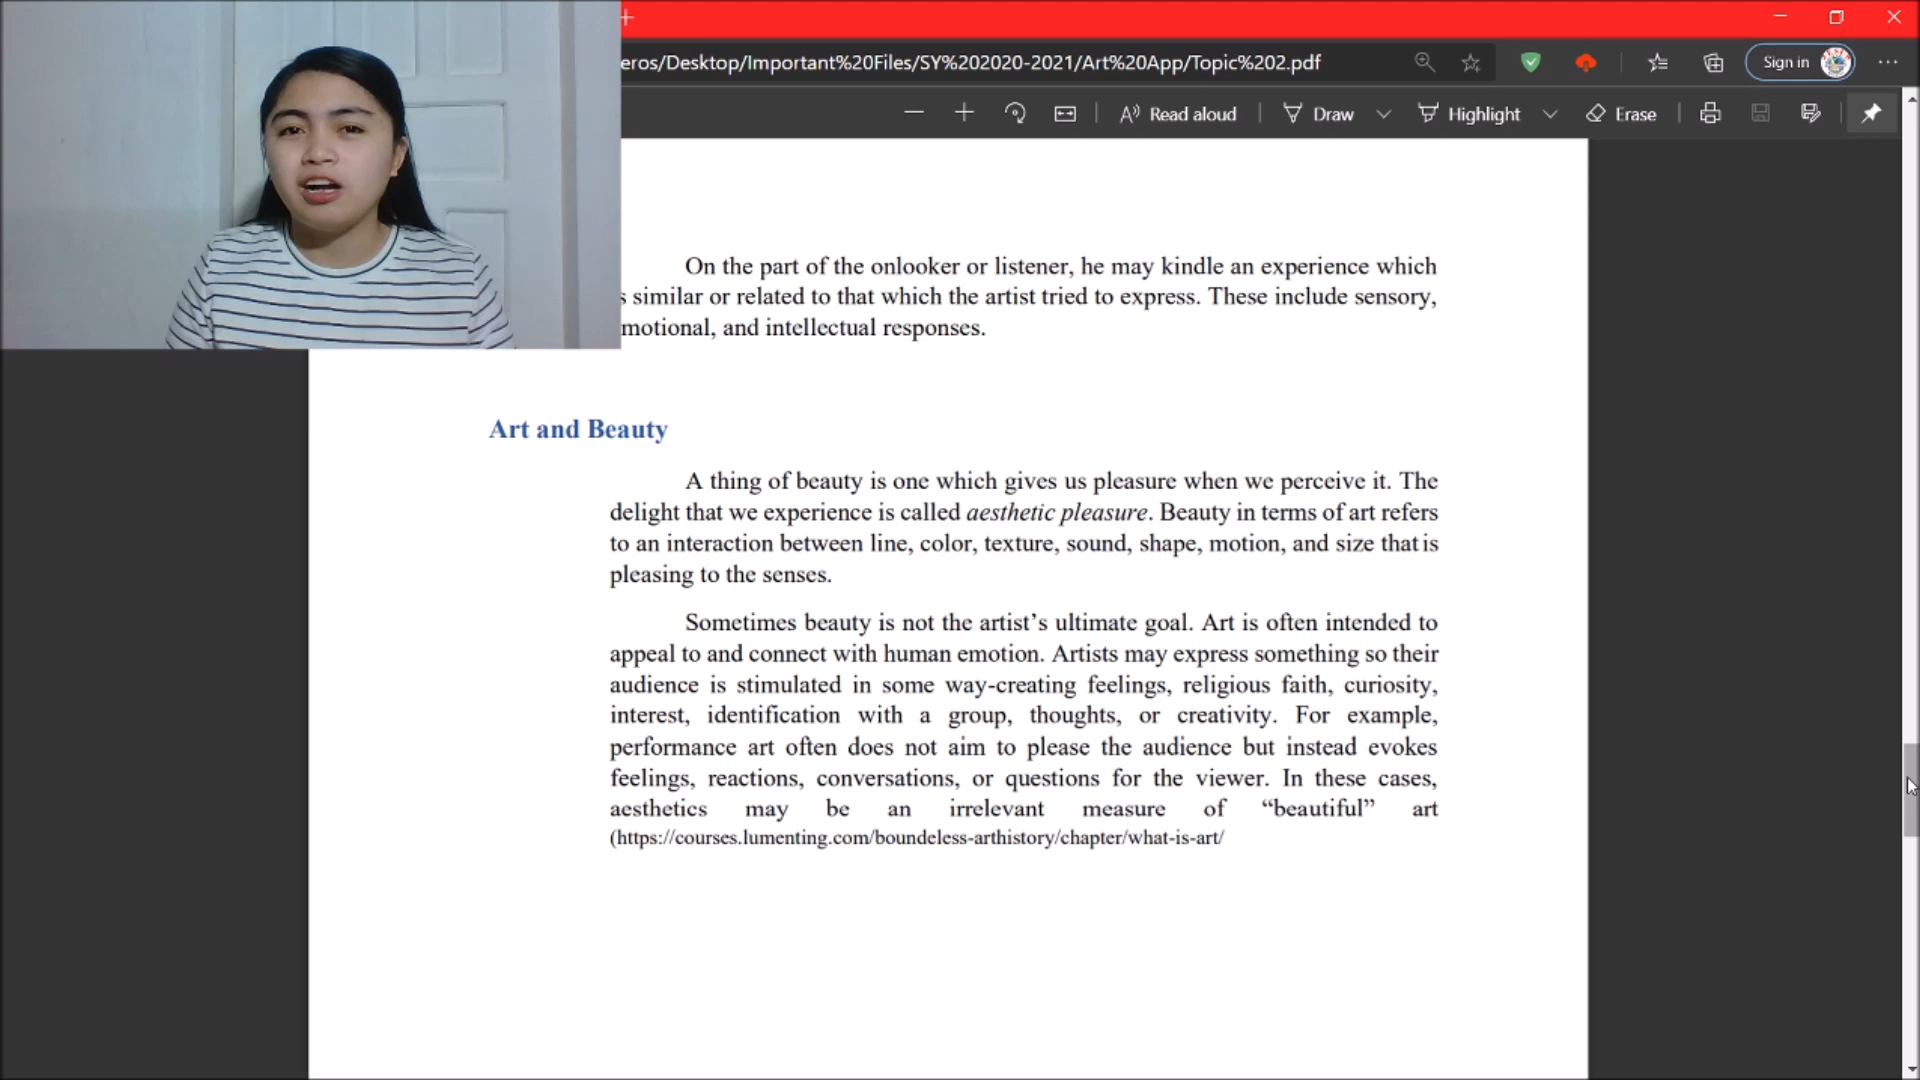 eros/Desktop/Important%20Files/SY%202020-2021/Art%20App/Topic%202.pdf
Sign in
Read aloud
Draw
Highlight
Erase
On the part of the onlooker or listener, he may kindle an experience which
s similar or related to that which the artist tried to express. These include sensory,
motional, and intellectual responses.
Art and Beauty
A thing of beauty is one which gives us pleasure when we perceive it. The
delight that we experience is called aesthetic pleasure. Beauty in terms of art refers
to an interaction between line, color, texture, sound, shape, motion, and size that is
pleasing to the senses.
Sometimes beauty is not the artist’s ultimate goal. Art is often intended to
appeal to and connect with human emotion. Artists may express something so their
audience is stimulated in some way-creating feelings, religious faith, curiosity,
interest, identification with a group, thoughts, or creativity. For example,
performance art often does not aim to please the audience but instead evokes
feelings, reactions, conversations, or questions for the viewer. In these cases,
aesthetics may be an irrelevant measure of “beautiful” art
(https://courses.lumenting.com/boundeless-arthistory/chapter/what-is-art/